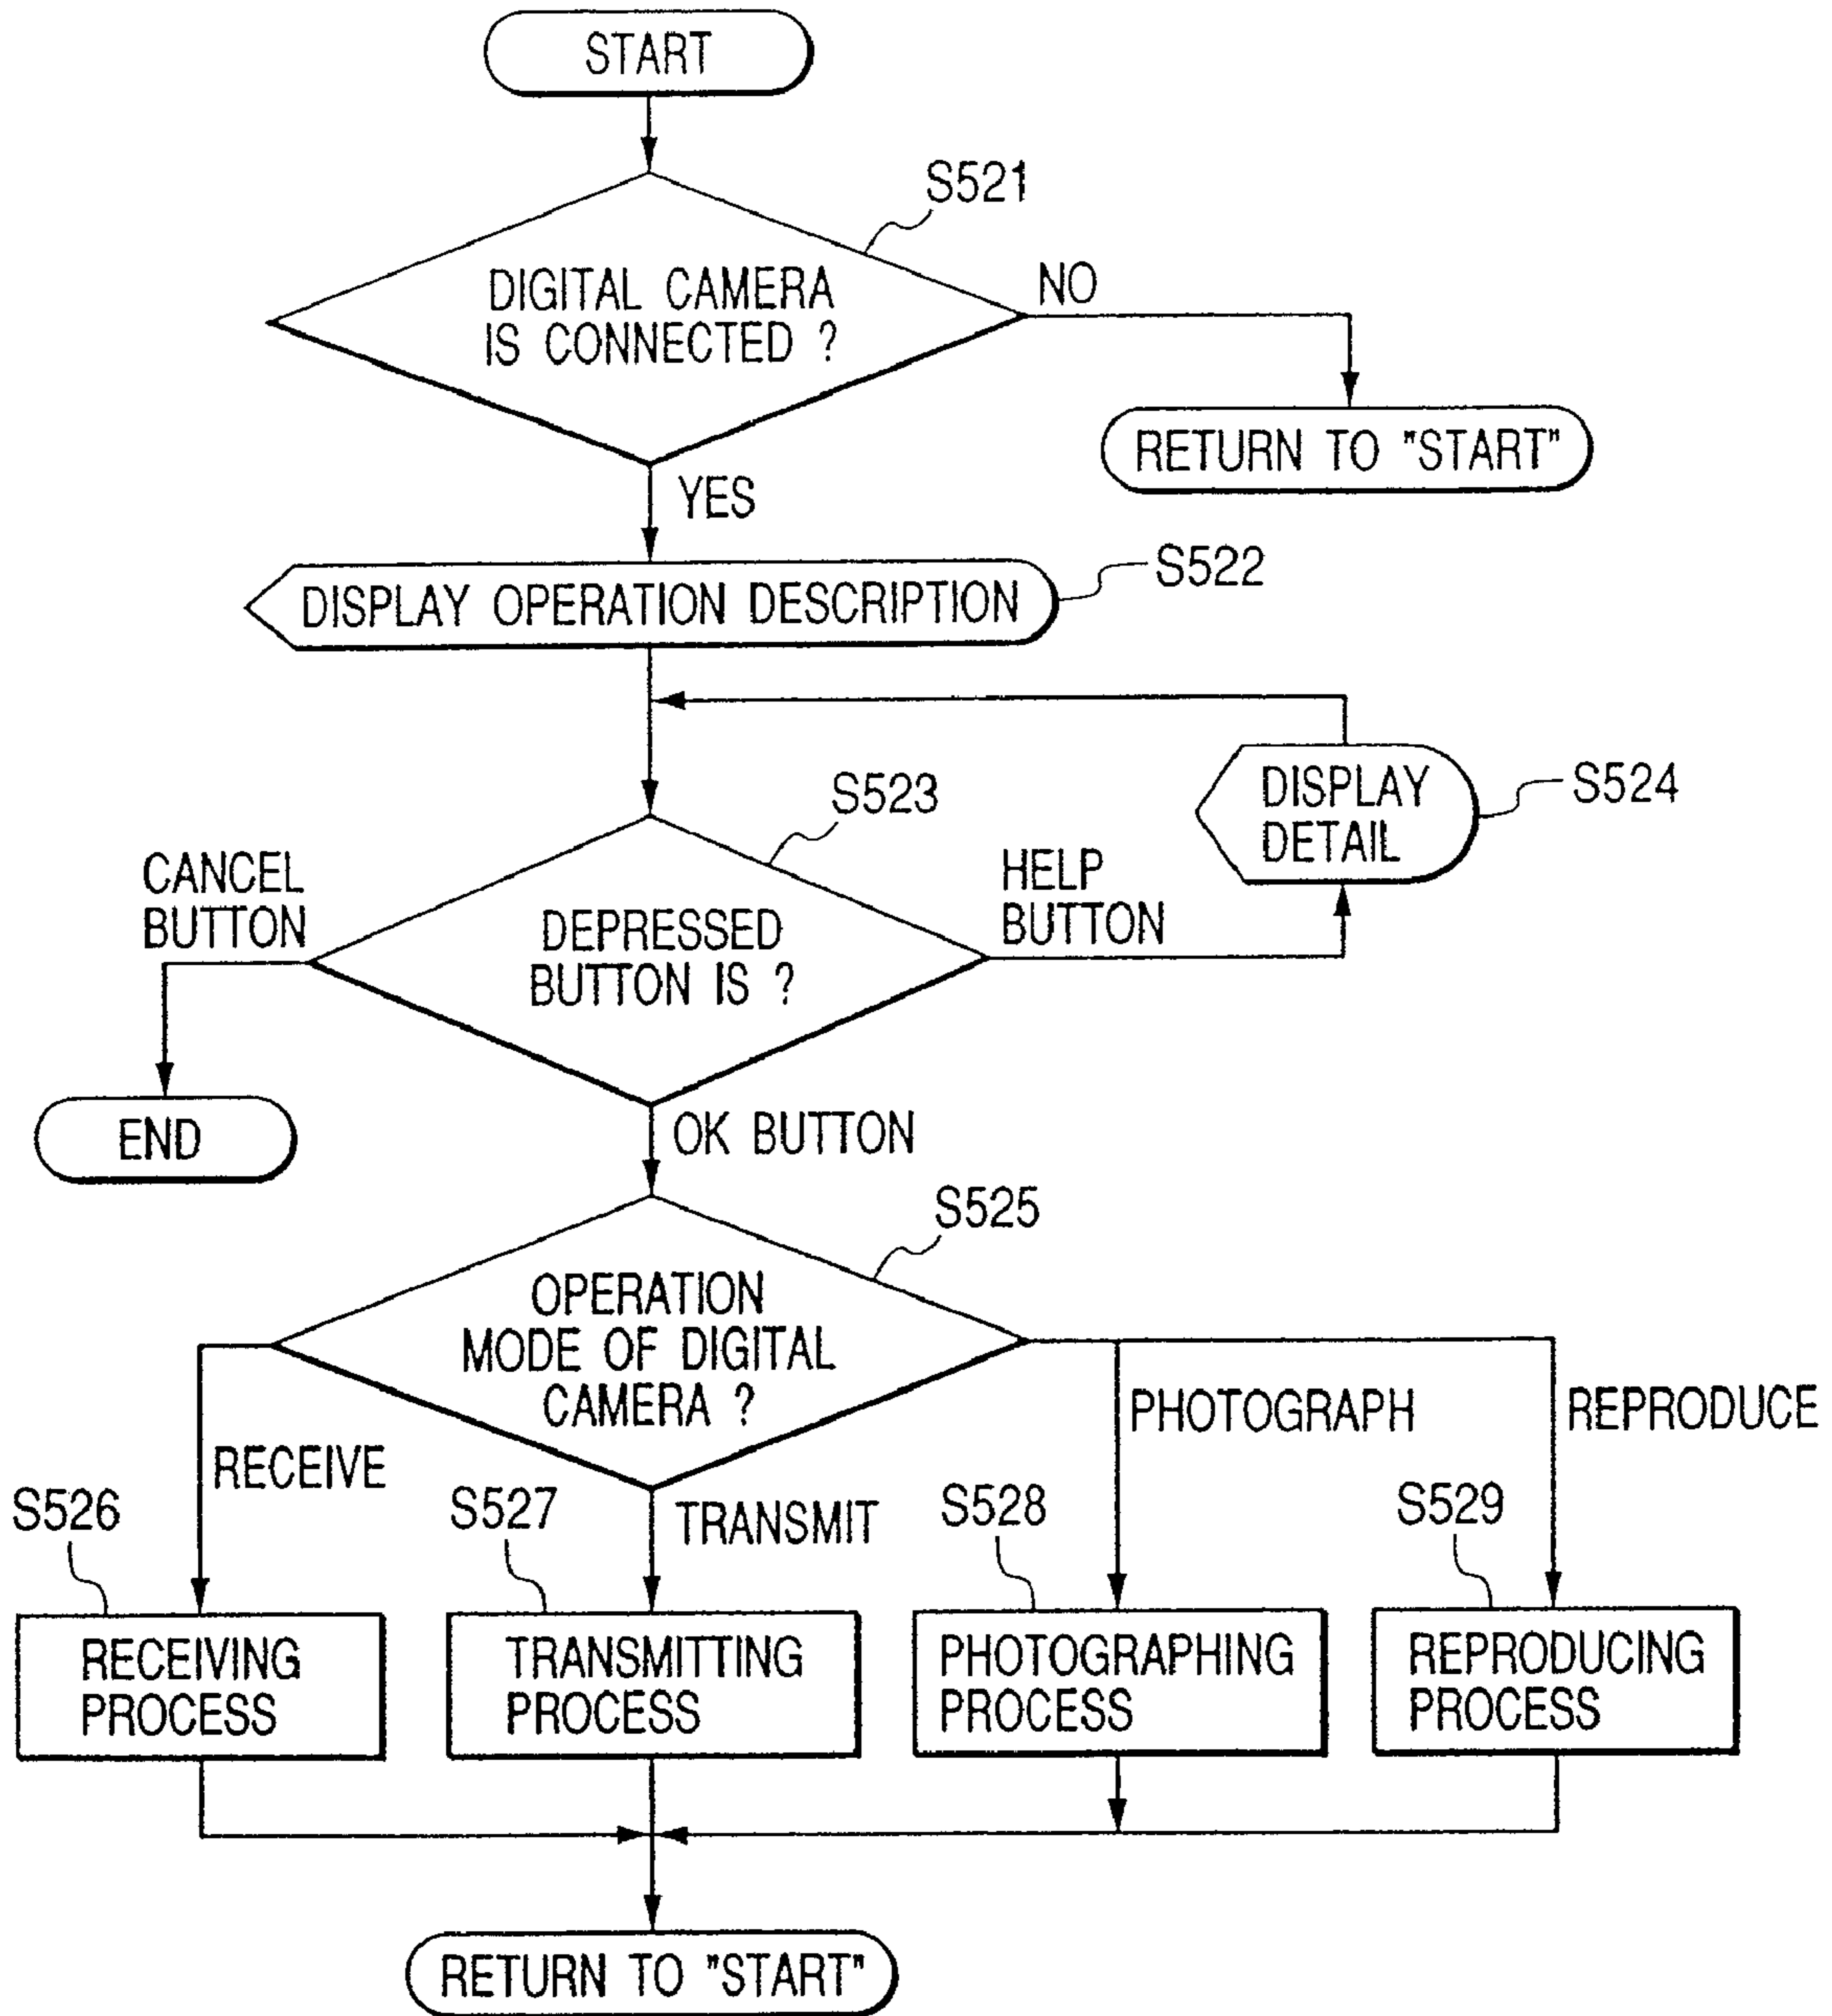 START
S521
DIGITAL CAMERA
IS CONNECTED ?
NO
RETURN TO "START"
YES
DISPLAY OPERATION DESCRIPTION
S522
S523
DISPLAY
DETAIL
S524
CANCEL
BUTTON
DEPRESSED
BUTTON IS ?
HELP
BUTTON
END
OK BUTTON
S525
OPERATION
MODE OF DIGITAL
CAMERA ?
RECEIVE
TRANSMIT
PHOTOGRAPH
REPRODUCE
S526
S527
S528
S529
RECEIVING
PROCESS
TRANSMITTING
PROCESS
PHOTOGRAPHING
PROCESS
REPRODUCING
PROCESS
RETURN TO "START"